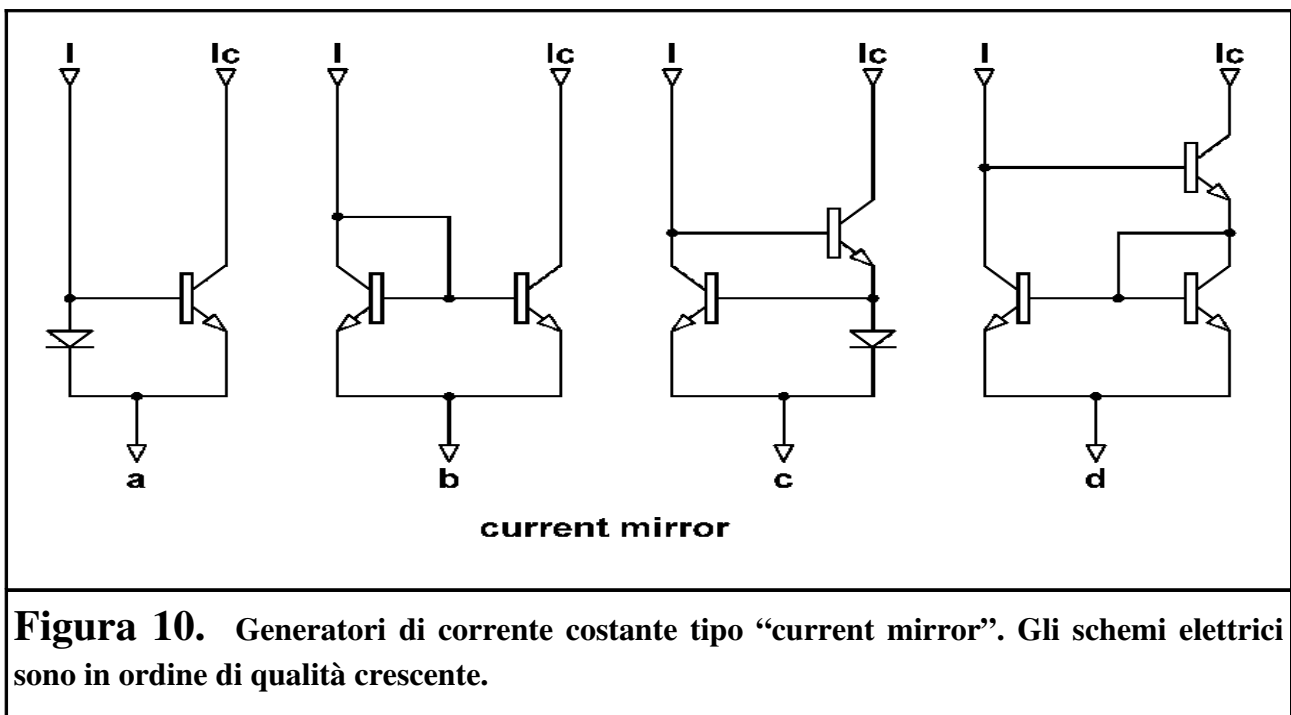 I Ic I Ic I Ic I Ic
a b c d
current mirror
Figura 10. Generatori di corrente costante tipo “current mirror”. Gli schemi elettrici
sono in ordine di qualità crescente.